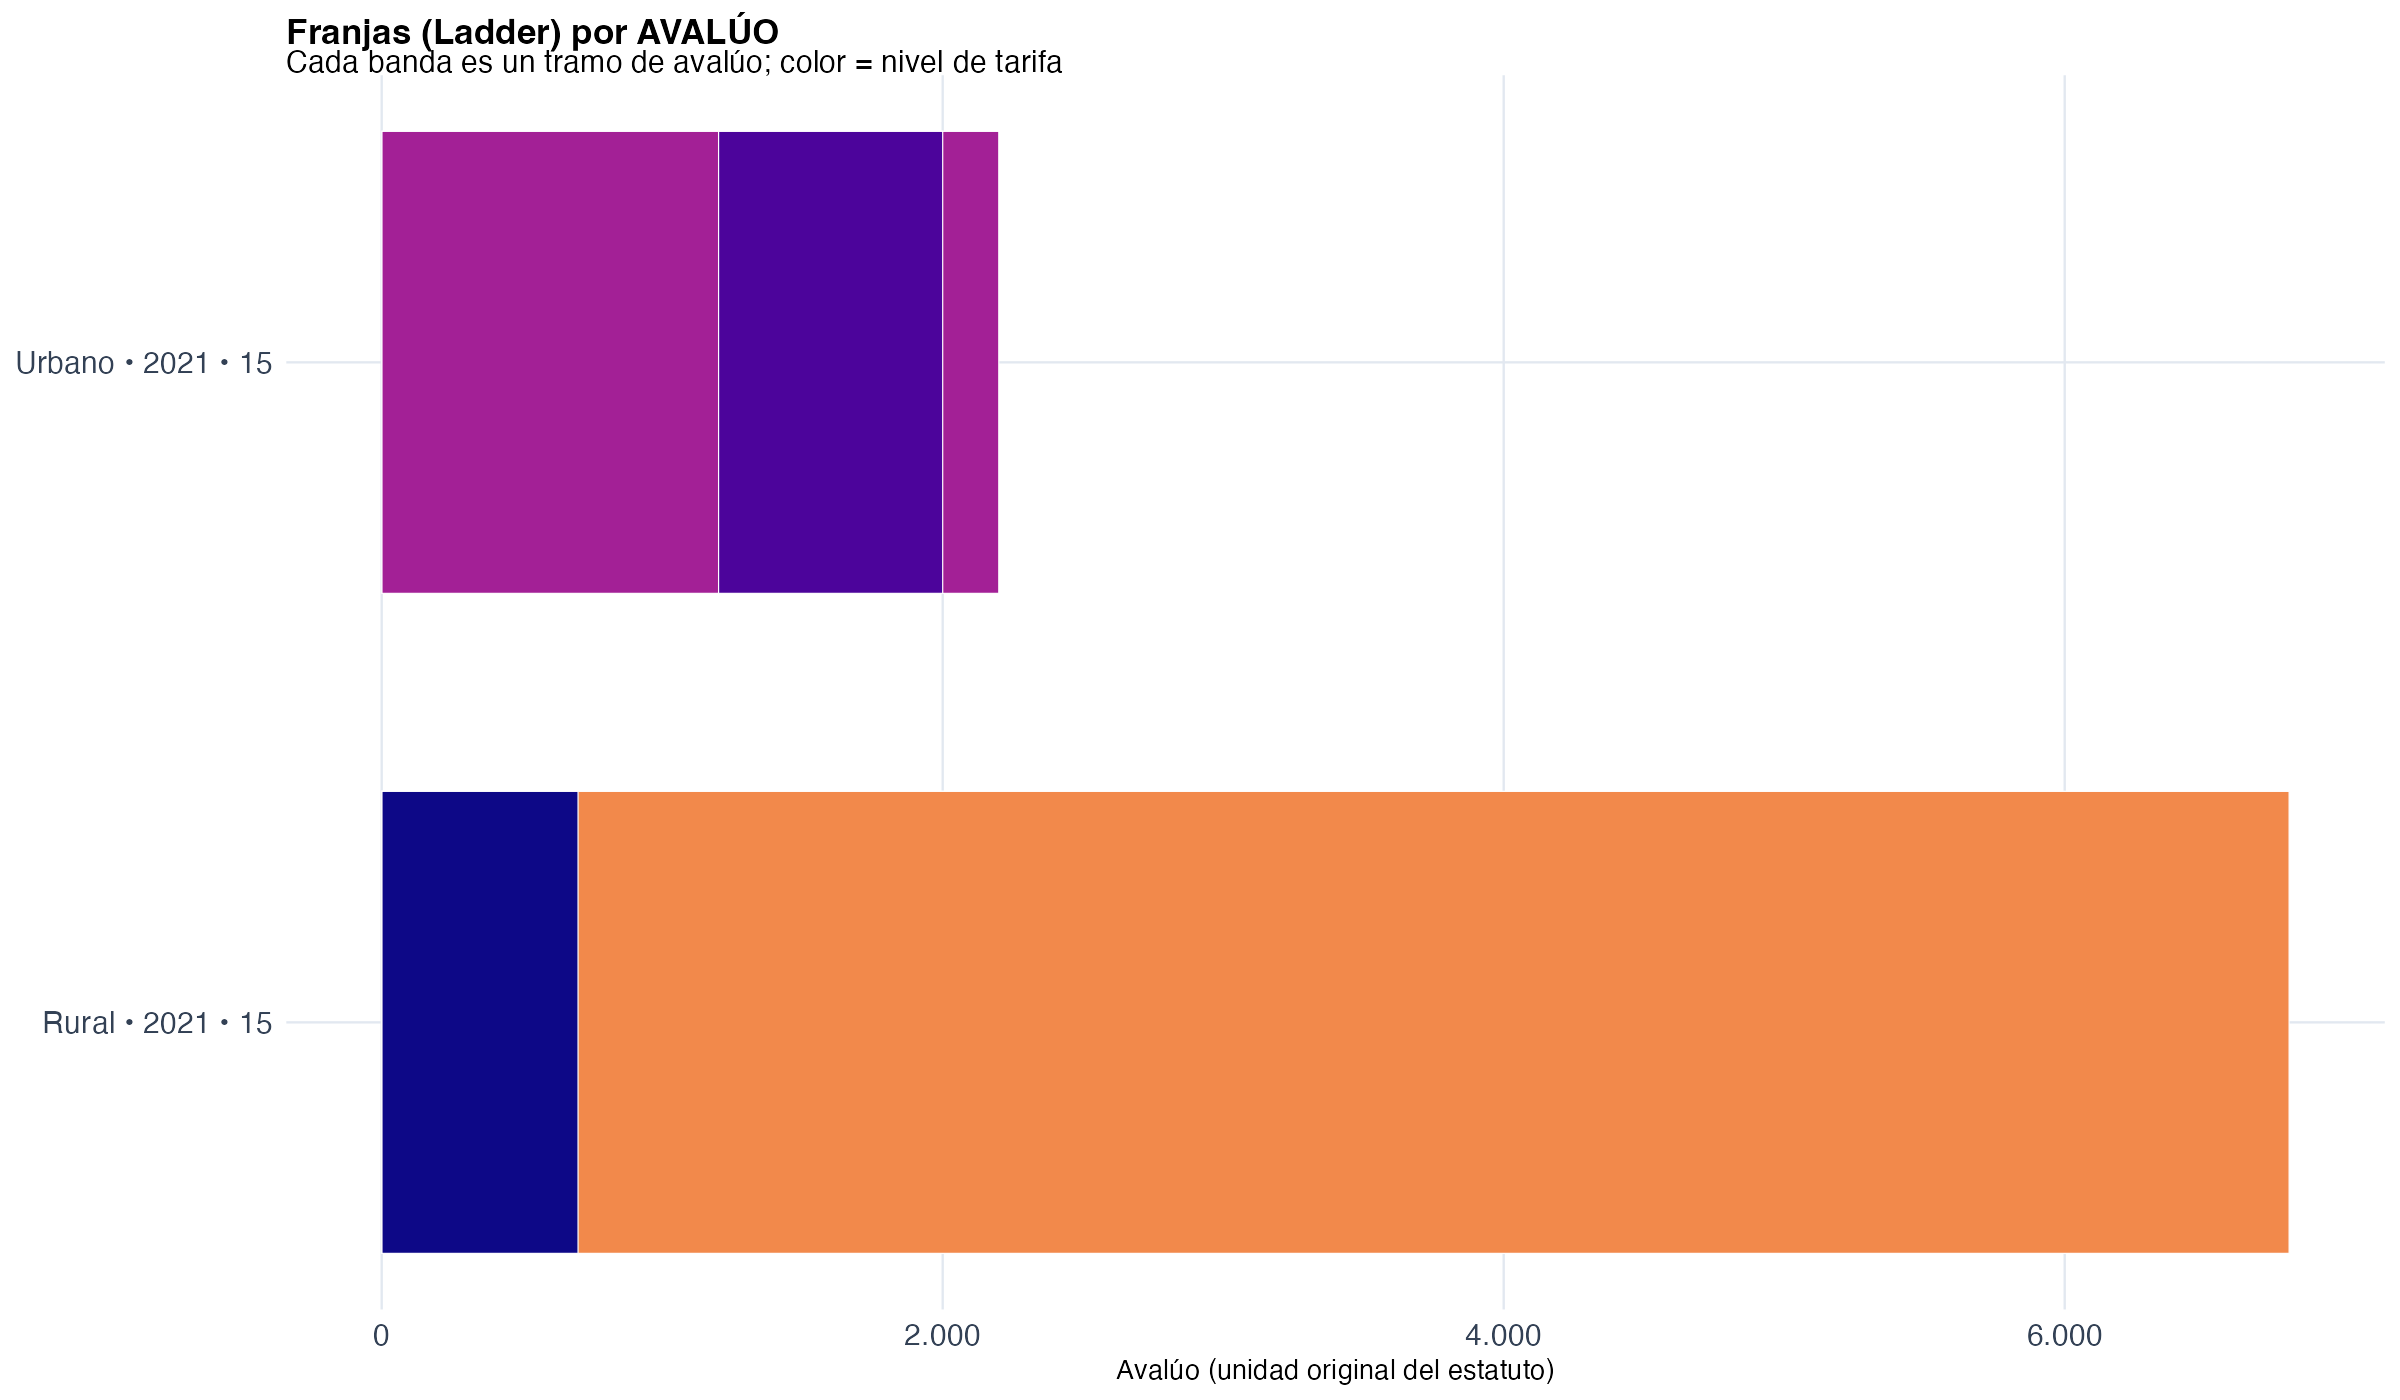 Franjas (Ladder) por AVALÚO
Cada banda es un tramo de avalúo; color = nivel de tarifa
Urbano • 2021 • 15
Rural • 2021 • 15
0 2.000 4.000 6.000
Avalúo (unidad original del estatuto)